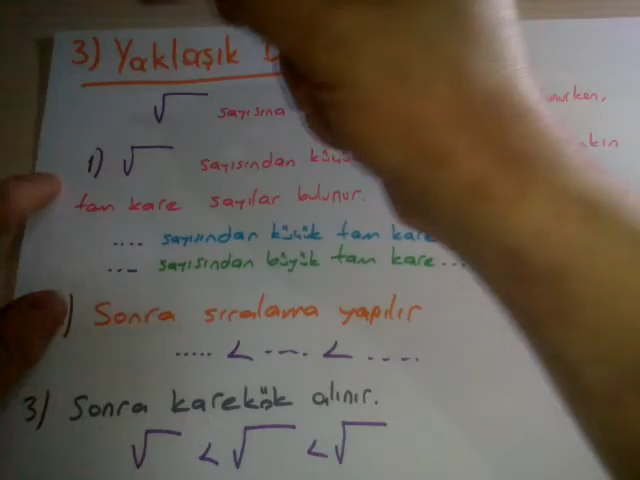 3) Yaklaşık
√ sayısına nurken,
1) √ sayısından
tam kare sayılar bulunur.
.... sayısından küçük tam kare
.... sayısından büyük tam kare ....
) Sonra sıralama yapılır
..... < .... < .....
3) Sonra karekök alınır.
√ < √ < √